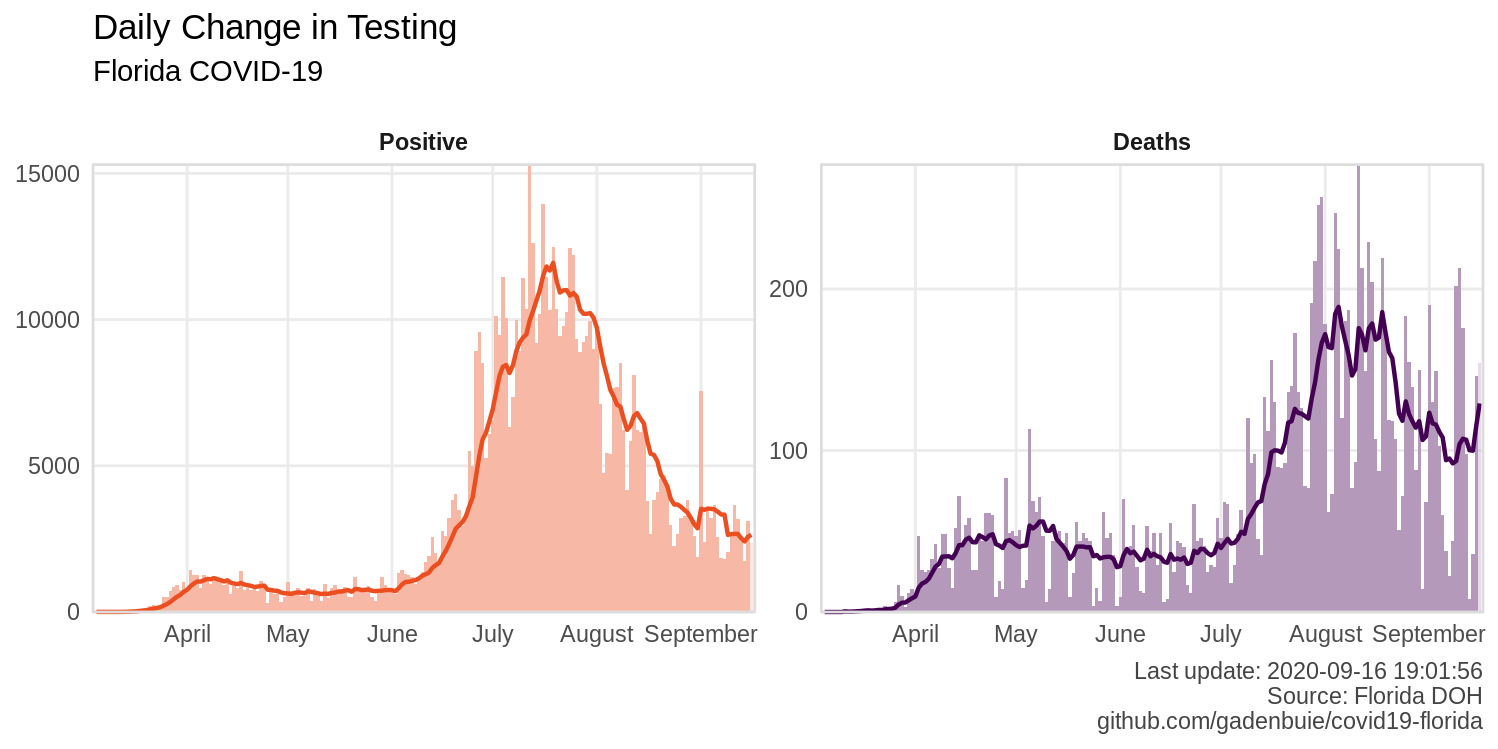 Daily Change in Testing
Florida COVID-19
Positive
15000
10000
5000
0
April May June July August September
Deaths
200
100
0
April May June July August September
Last update: 2020-09-16 19:01:56
Source: Florida DOH
github.com/gadenbuie/covid19-florida